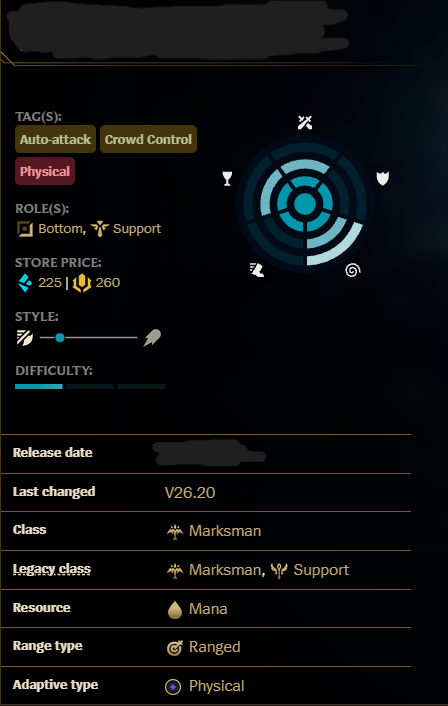 TAG(S):
Auto-attack Crowd Control
Physical
ROLE(S):
Bottom, Support
STORE PRICE:
225 | 260
STYLE:
DIFFICULTY:
Release date
Last changed V26.20
Class Marksman
Legacy class Marksman, Support
Resource Mana
Range type Ranged
Adaptive type Physical